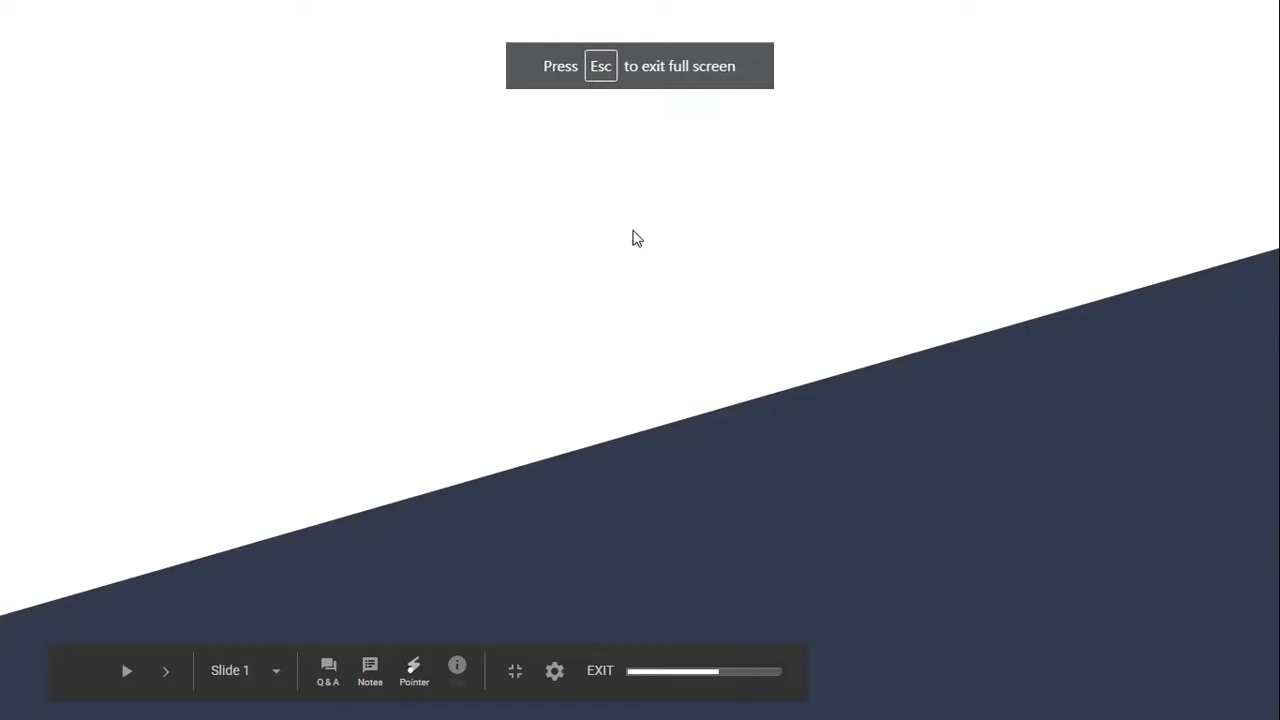 Press Esc to exit full screen
Slide 1
Q & A
Notes
Pointer
EXIT